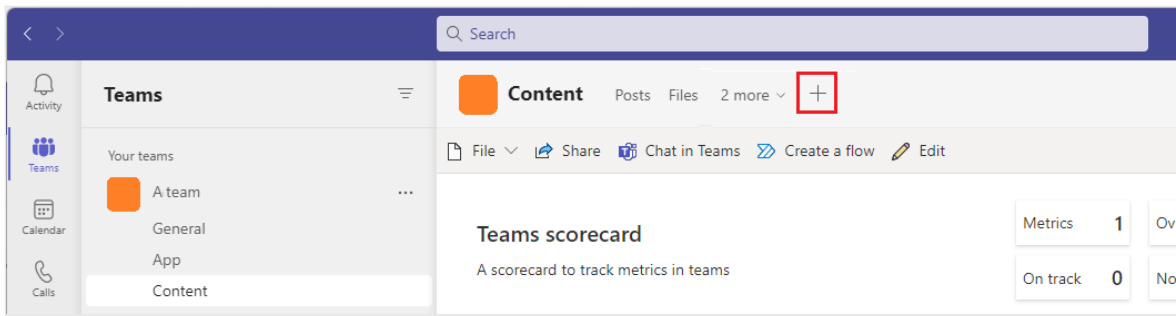 Search
Activity
Teams
Calendar
Calls
Teams
Your teams
A team
General
App
Content
Content Posts Files 2 more
File Share Chat in Teams Create a flow Edit
Teams scorecard
A scorecard to track metrics in teams
Metrics 1
On track 0
Ov
No